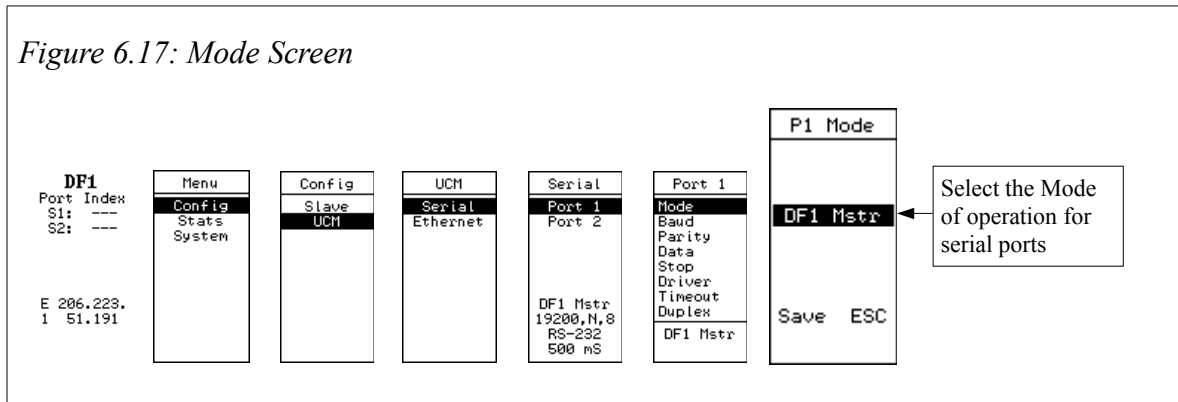 Figure 6.17: Mode Screen
DF1
Port Index
S1: ---
S2: ---
E 206.223.
1 51.191
Menu
Config
Stats
System
Config
Slave
UCM
UCM
Serial
Ethernet
Serial
Port 1
Port 2
DF1 Mstr
19200,N,8
RS-232
500 mS
Port 1
Mode
Baud
Parity
Data
Stop
Driver
Timeout
Duplex
DF1 Mstr
P1 Mode
DF1 Mstr
Save ESC
Select the Mode
of operation for
serial ports